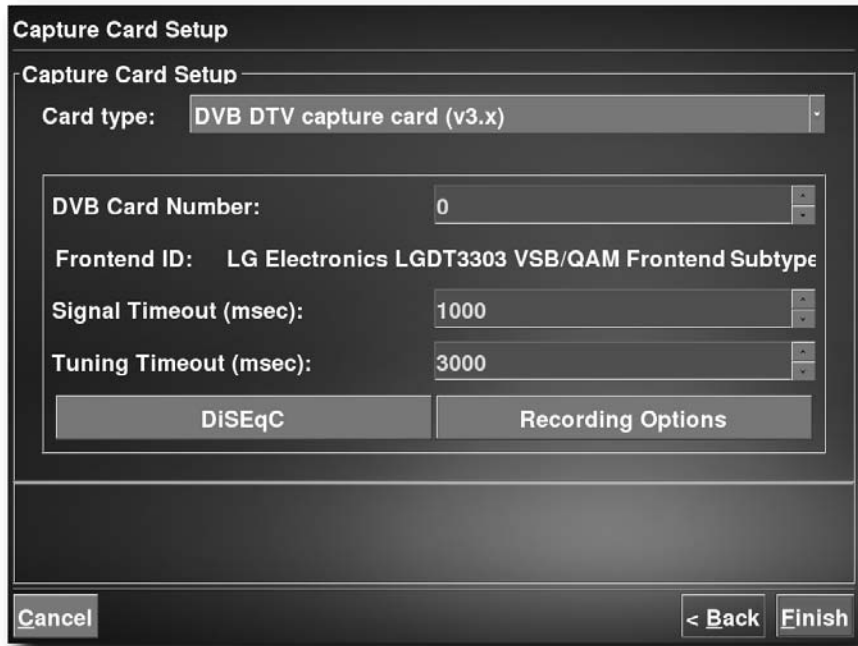 Capture Card Setup
Capture Card Setup
Card type: DVB DTV capture card (v3.x)
DVB Card Number: 0
Frontend ID: LG Electronics LGDT3303 VSB/QAM Frontend Subtype
Signal Timeout (msec): 1000
Tuning Timeout (msec): 3000
DiSEqC Recording Options
Cancel < Back Finish